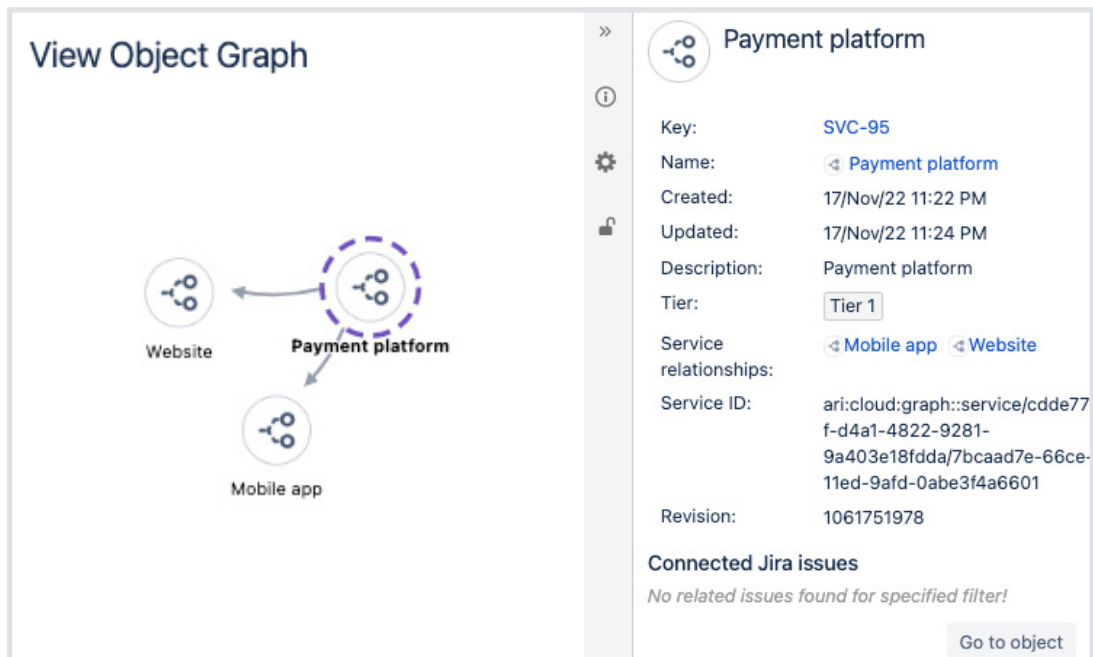 View Object Graph
Website
Payment platform
Mobile app
Payment platform
Key: SVC-95
Name: Payment platform
Created: 17/Nov/22 11:22 PM
Updated: 17/Nov/22 11:24 PM
Description: Payment platform
Tier: Tier 1
Service relationships: Mobile app Website
Service ID: ari:cloud:graph::service/cdde77
f-d4a1-4822-9281-
9a403e18fdda/7bcaad7e-66ce-
11ed-9afd-0abe3f4a6601
Revision: 1061751978
Connected Jira issues
No related issues found for specified filter!
Go to object